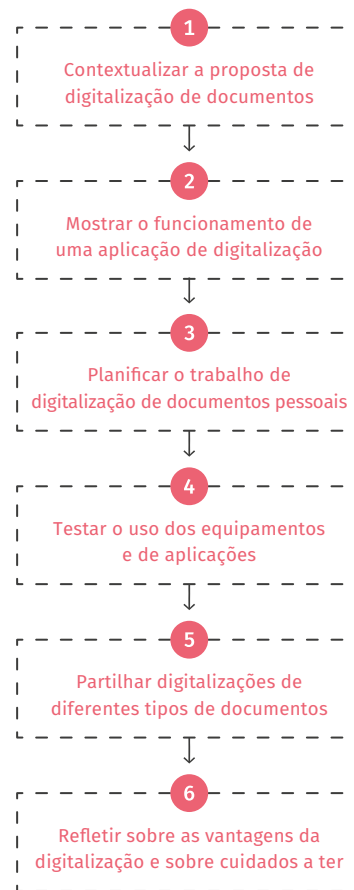 1
Contextualizar a proposta de
digitalização de documentos
2
Mostrar o funcionamento de
uma aplicação de digitalização
3
Planificar o trabalho de
digitalização de documentos pessoais
4
Testar o uso dos equipamentos
e de aplicações
5
Partilhar digitalizações de
diferentes tipos de documentos
6
Refletir sobre as vantagens da
digitalização e sobre cuidados a ter